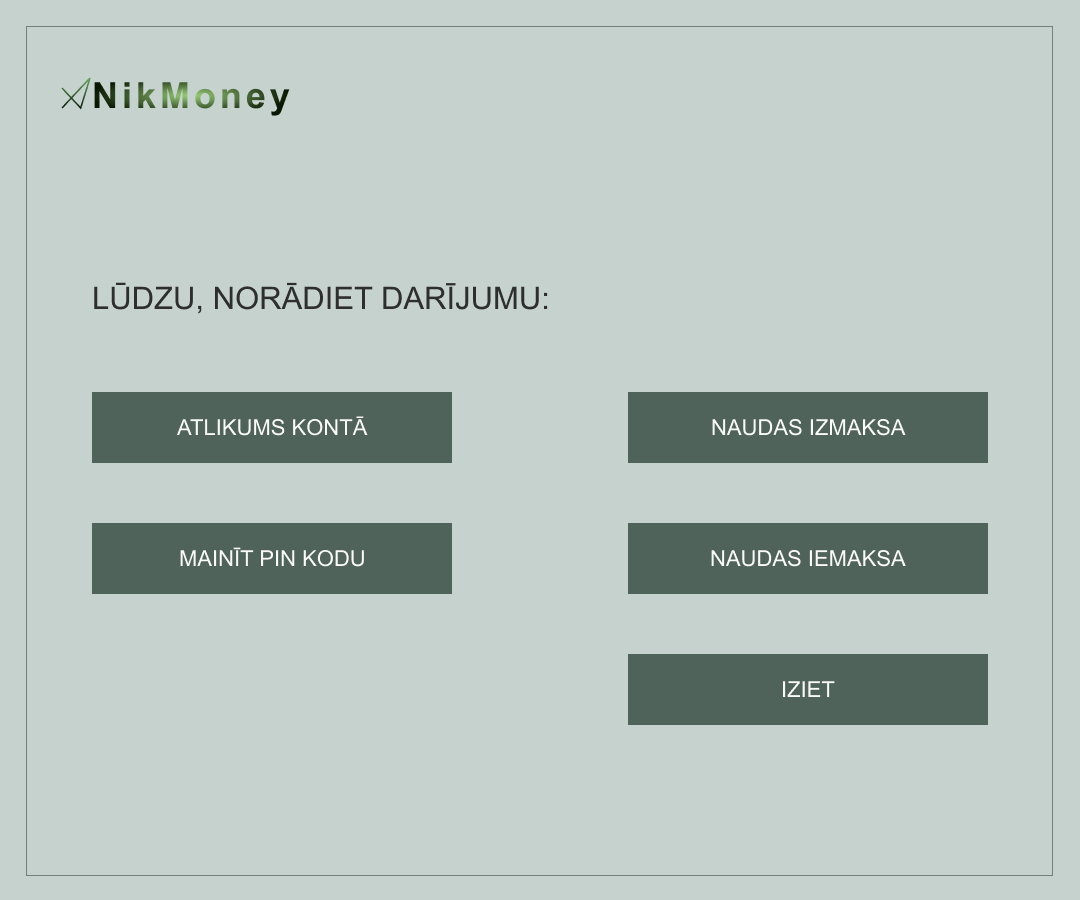 NikMoney
LŪDZU, NORĀDIET DARĪJUMU:
ATLIKUMS KONTĀ
NAUDAS IZMAKSA
MAINĪT PIN KODU
NAUDAS IEMAKSA
IZIET